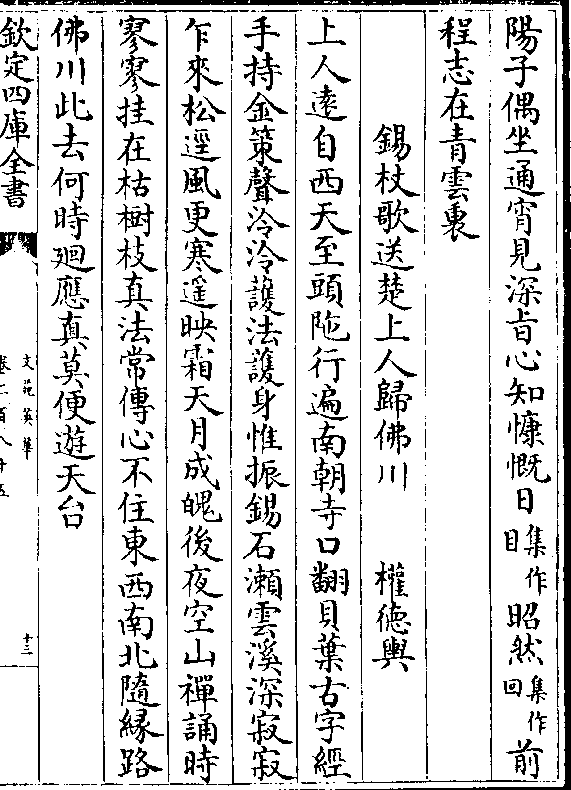 陽子偶坐通宵見深旨心知慷慨日集作目昭然集作回前
程志在青雲裏
錫杖歌送楚上人歸佛川 權德輿
上人遠自西天至頭陁行遍南朝寺口翻貝葉古字經
手持金策聲泠泠護法護身惟振錫石瀨雲溪深寂寂
乍來松逕風更寒遥映霜天月成魄後夜空山禪誦時
寥寥挂在枯樹枝真法常傳心不住東西南北隨縁路
佛川此去何時廻應真莫便遊天台
欽定四庫全書
文苑英華
卷二百八十五
十三